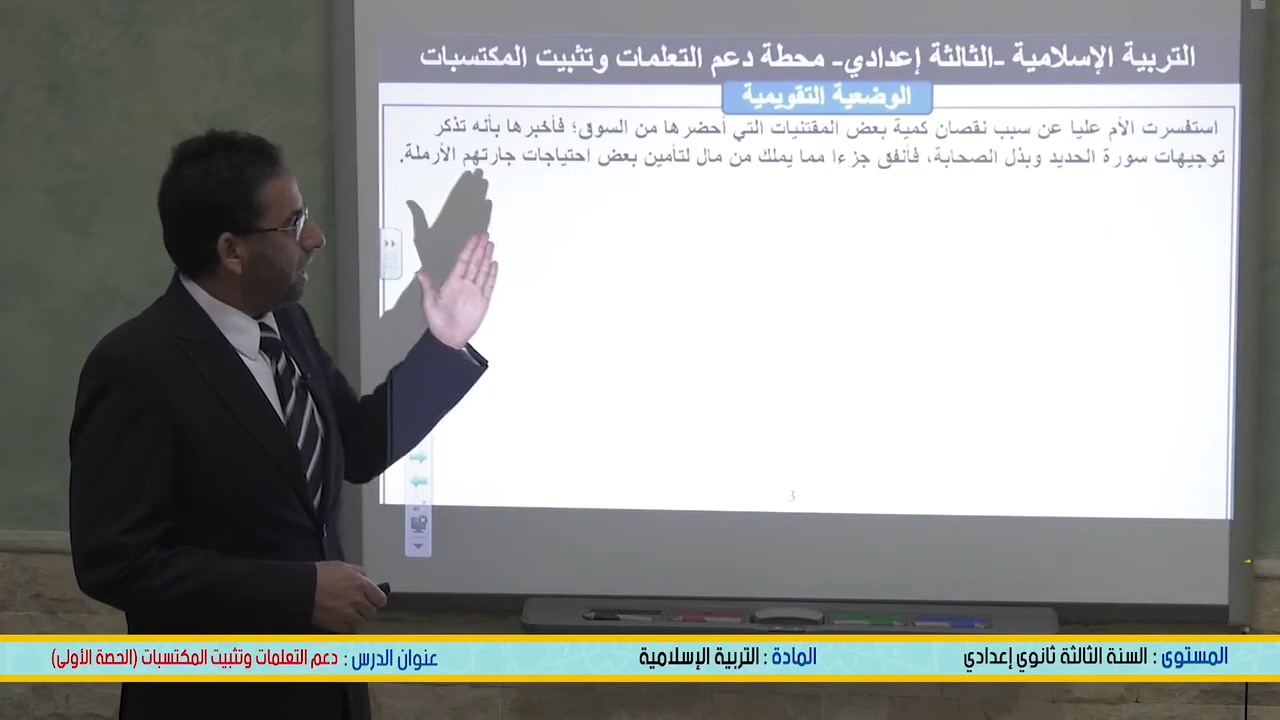 التربية الإسلامية -الثالثة إعدادي- محطة دعم التعلمات وتثبيت المكتسبات
الوضعية التقويمية
استفسرت الأم عليا عن سبب نقصان كمية بعض المقتنيات التي أحضرها من السوق؛ فأخبرها بأنه تذكر
توجيهات سورة الحديد وبذل الصحابة، فأنفق جزءا مما يملك من مال لتأمين بعض احتياجات جارتهم الأرملة.
3
المستوى : السنة الثالثة ثانوي إعدادي
المادة : التربية الإسلامية
عنوان الدرس : دعم التعلمات وتثبيت المكتسبات (الحصة الأولى)